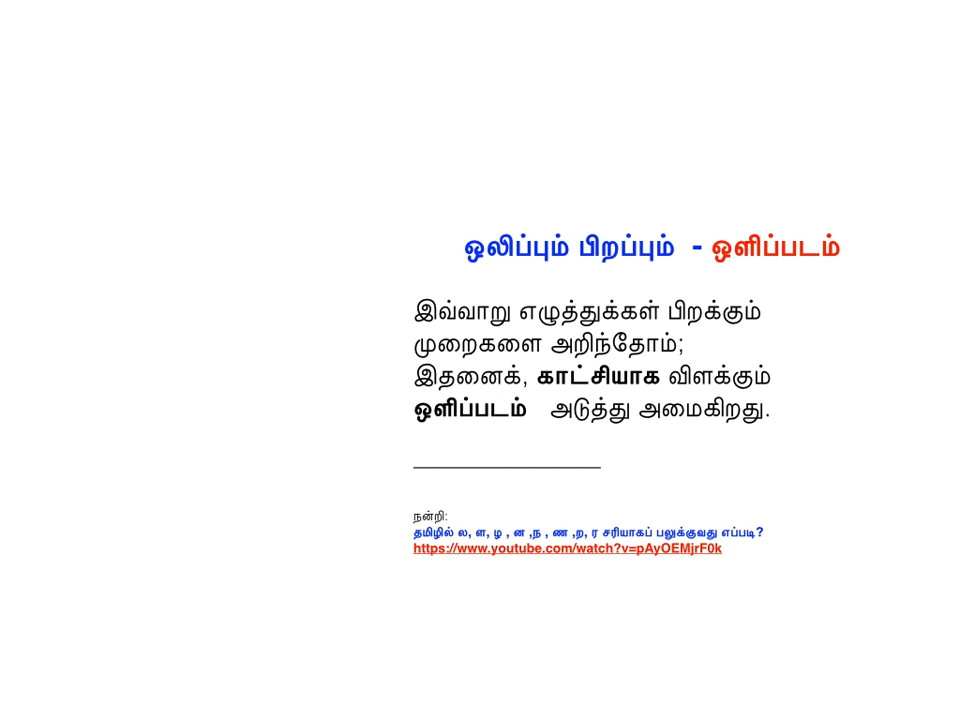 ஒலிப்பும் பிறப்பும் - ஒளிப்படம்
இவ்வாறு எழுத்துக்கள் பிறக்கும்
முறைகளை அறிந்தோம்;
இதனைக், காட்சியாக விளக்கும்
ஒளிப்படம் அடுத்து அமைகிறது.
நன்றி:
தமிழில் ல, ள, ழ , ன ,ந , ண ,ற, ர சரியாகப் பலுக்குவது எப்படி?
https://www.youtube.com/watch?v=pAyOEMjrF0k